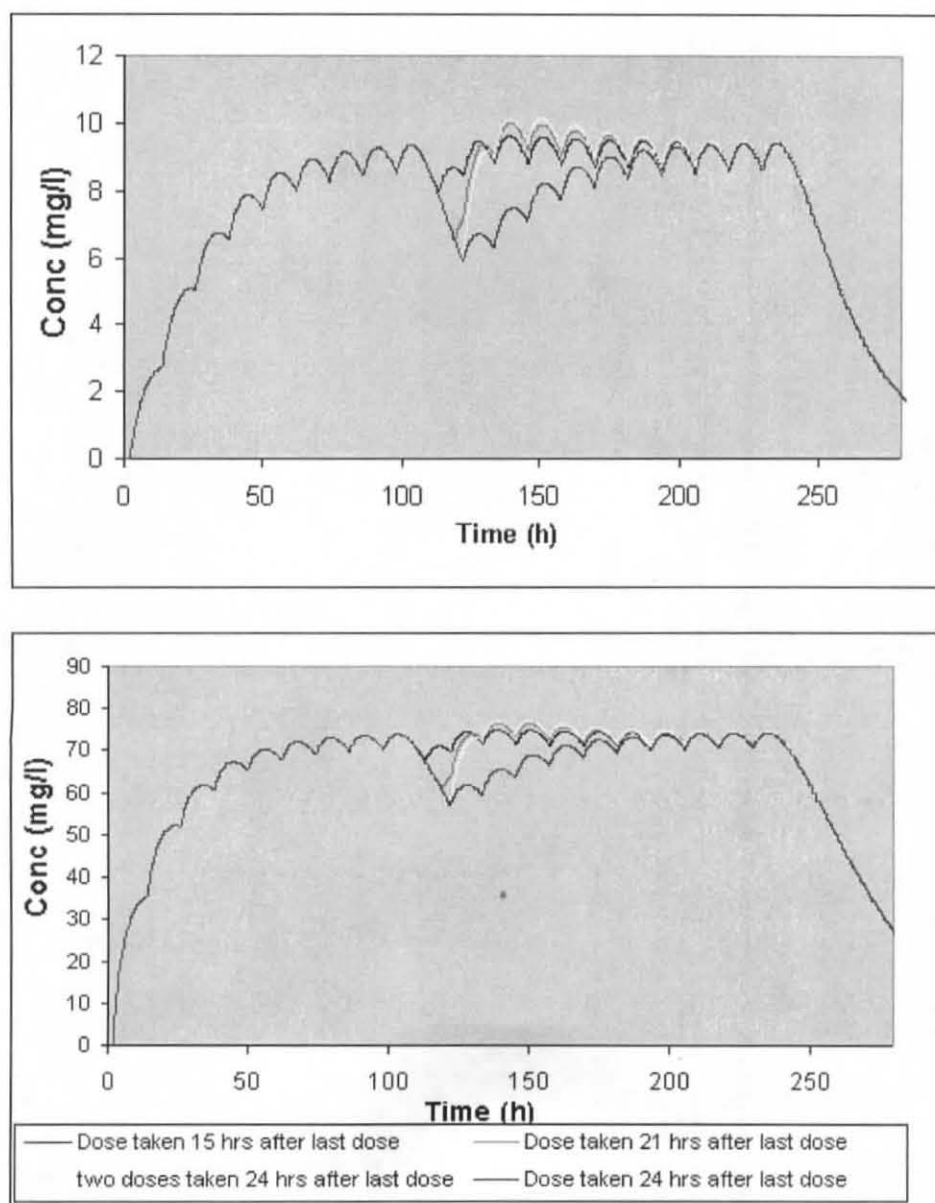 12
10
8
6
4
2
0
Conc (mg/l)
0 50 100 150 200 250
Time (h)
90
80
70
60
50
40
30
20
10
0
Conc (mg/l)
0 50 100 150 200 250
Time (h)
Dose taken 15 hrs after last dose Dose taken 21 hrs after last dose
two doses taken 24 hrs after last dose Dose taken 24 hrs after last dose